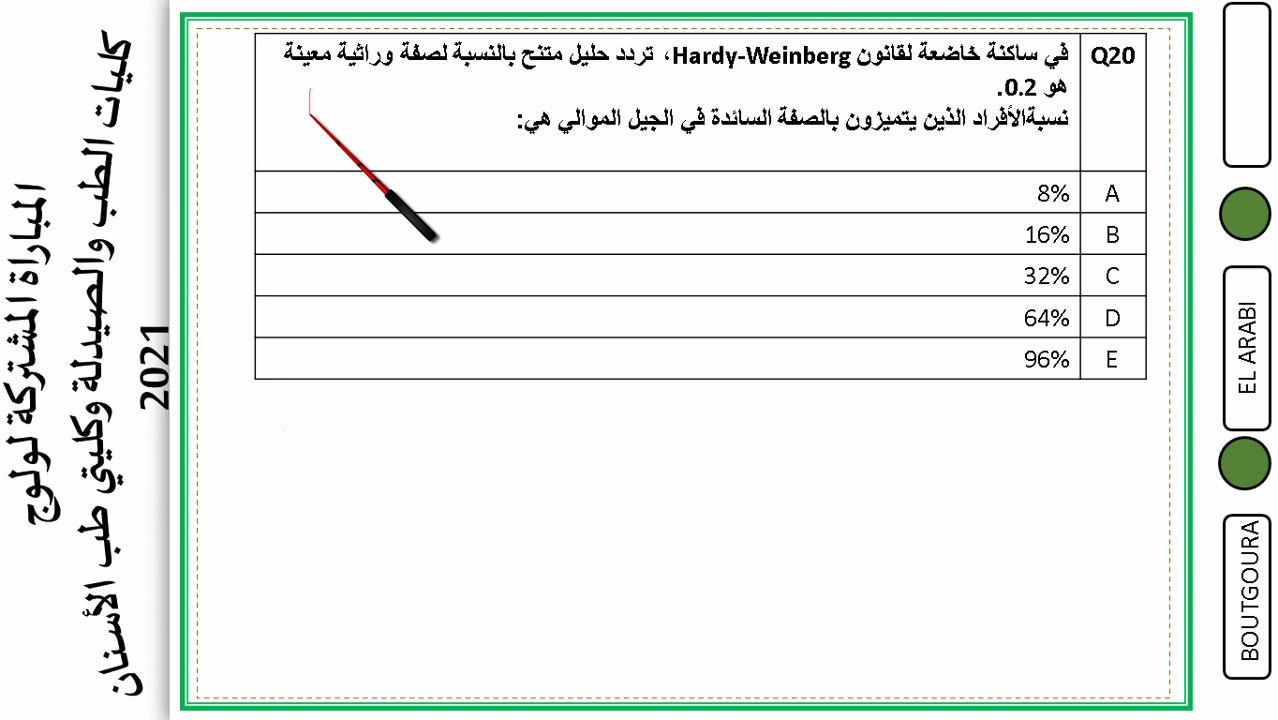 كليات الطب والصيدلة وكليتي طب الأسنان
المباراة المشتركة لولوج
2021
Q20
في ساكنة خاضعة لقانون Hardy-Weinberg، تردد حليل متنح بالنسبة لصفة وراثية معينة
هو 0.2.
نسبةالأفراد الذين يتميزون بالصفة السائدة في الجيل الموالي هي:
8% A
16% B
32% C
64% D
96% E
EL ARABI
BOUTGOURA